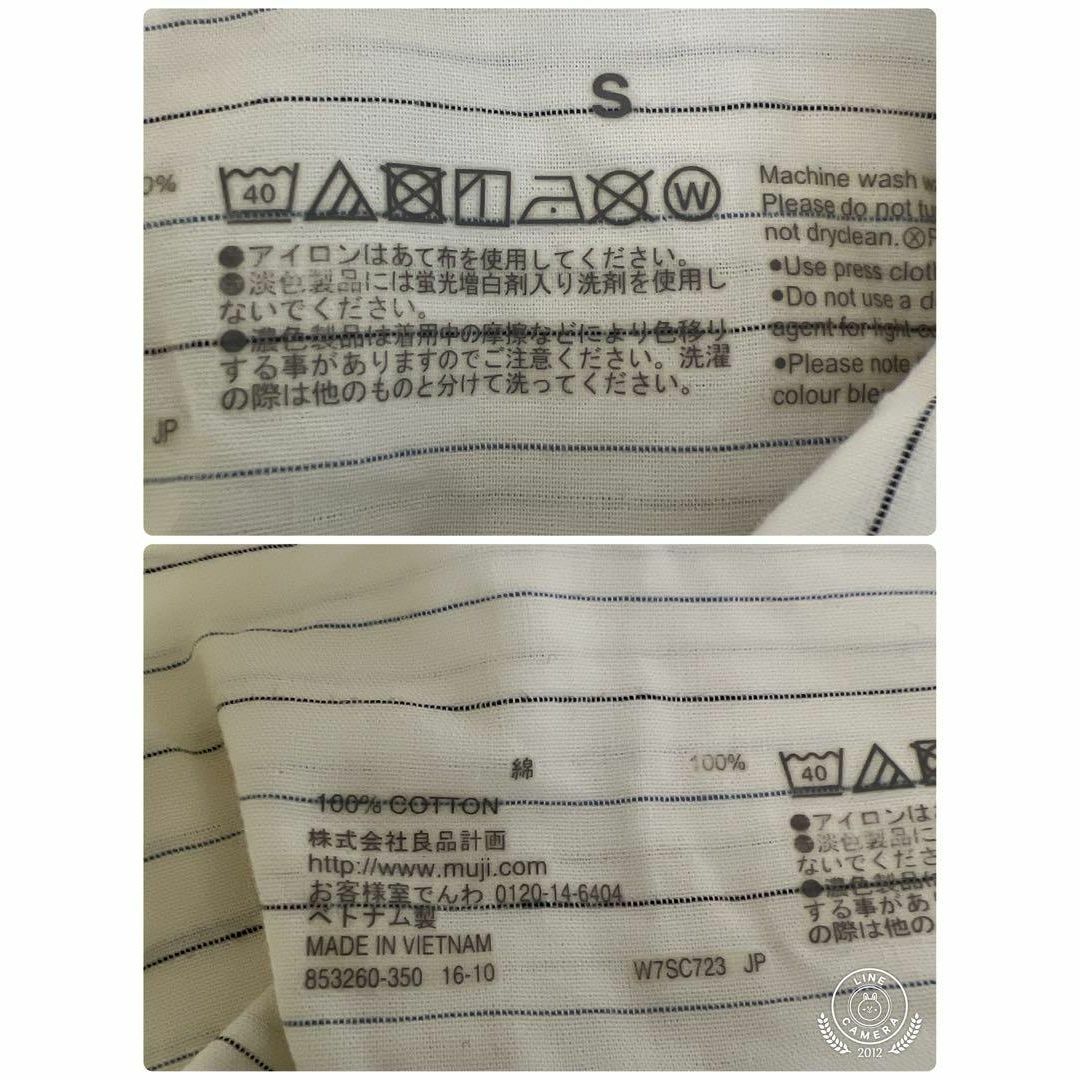 S
0%
40
W
●アイロンはあて布を使用してください。
●淡色製品には蛍光増白剤入り洗剤を使用し
ないでください。
●濃色製品は着用中の摩擦などにより色移り
する事がありますのでご注意ください。洗濯
の際は他のものと分けて洗ってください。
JP
Machine wash
Please do not
not dryclean.
●Use press
●Do not use a
agent for
●Please note
colour
綿 100%
100% COTTON
株式会社良品計画
http://www.muji.com
お客様室でんわ 0120-14-6404
ベトナム製
MADE IN VIETNAM
853260-350 16-10
W7SC723 JP
40
●アイロンは
●淡色製品に
ないでくださ
●濃色製品は
する事があ
の際は他の
LINE
CAMERA
2012